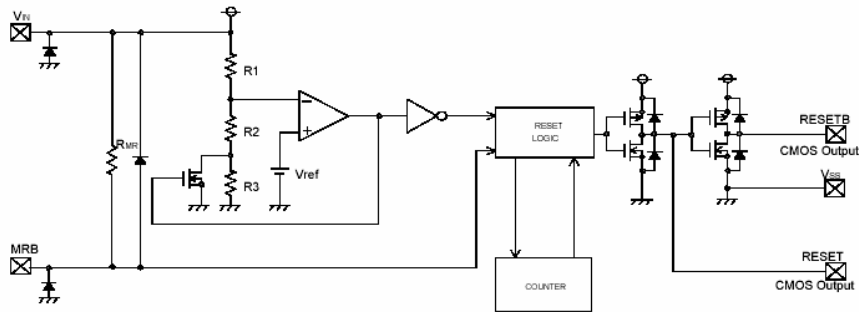 VIN
R1
R2
RMR
R3
Vref
−
+
RESET
LOGIC
COUNTER
RESETB
CMOS Output
VSS
MRB
RESET
CMOS Output